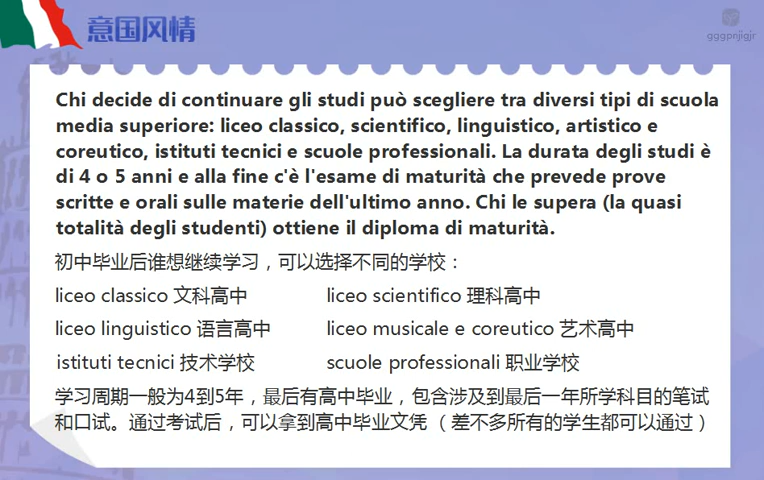 意国风情
gggpnjigjr
Chi decide di continuare gli studi può scegliere tra diversi tipi di scuola
media superiore: liceo classico, scientifico, linguistico, artistico e
coreutico, istituti tecnici e scuole professionali. La durata degli studi è
di 4 o 5 anni e alla fine c'è l'esame di maturità che prevede prove
scritte e orali sulle materie dell'ultimo anno. Chi le supera (la quasi
totalità degli studenti) ottiene il diploma di maturità.
初中毕业后谁想继续学习，可以选择不同的学校：
liceo classico 文科高中 liceo scientifico 理科高中
liceo linguistico 语言高中 liceo musicale e coreutico 艺术高中
istituti tecnici 技术学校 scuole professionali 职业学校
学习周期一般为4到5年，最后有高中毕业，包含涉及到最后一年所学科目的笔试
和口试。通过考试后，可以拿到高中毕业文凭（差不多所有的学生都可以通过）